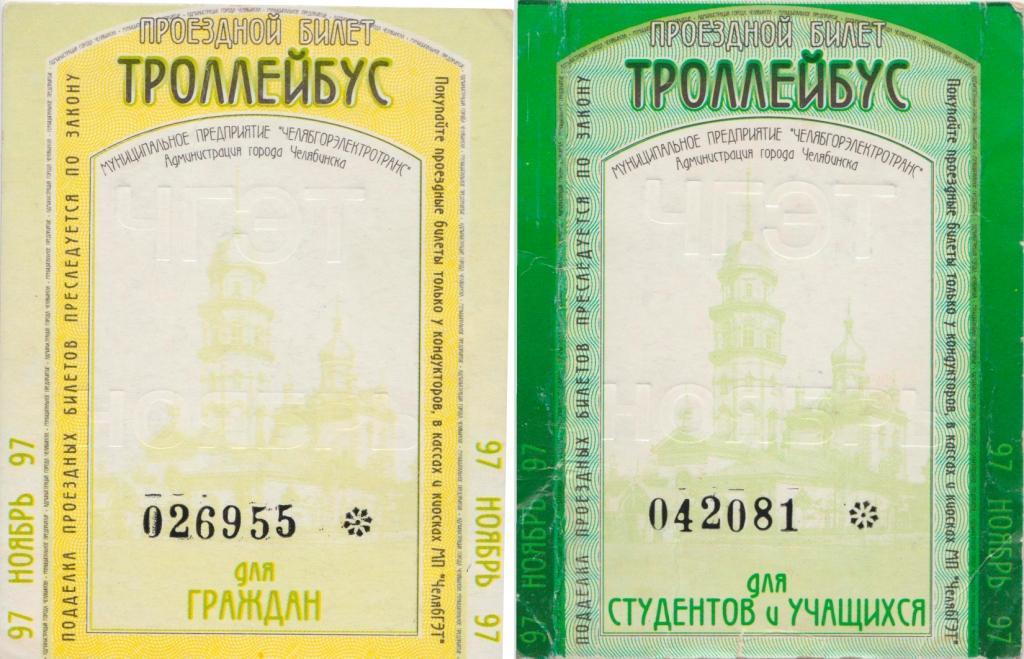 ПРОЕЗДНОЙ БИЛЕТ
ТРОЛЛЕЙБУС
МУНИЦИПАЛЬНОЕ ПРЕДПРИЯТИЕ "ЧЕЛЯБГОРЭЛЕКТРОТРАНС"
Администрация города Челябинска
ЧГЭТ
НОЯБРЬ
026955
для
ГРАЖДАН
ПОДДЕЛКА ПРОЕЗДНЫХ БИЛЕТОВ ПРЕСЛЕДУЕТСЯ ПО ЗАКОНУ
Покупайте проездные билеты только у кондукторов, в кассах и киосках МП "ЧелябГЭТ"
97 НОЯБРЬ 97
97 НОЯБРЬ 97
ПРОЕЗДНОЙ БИЛЕТ
ТРОЛЛЕЙБУС
МУНИЦИПАЛЬНОЕ ПРЕДПРИЯТИЕ "ЧЕЛЯБГОРЭЛЕКТРОТРАНС"
Администрация города Челябинска
ЧГЭТ
НОЯБРЬ
042081
для
СТУДЕНТОВ и УЧАЩИХСЯ
ПОДДЕЛКА ПРОЕЗДНЫХ БИЛЕТОВ ПРЕСЛЕДУЕТСЯ ПО ЗАКОНУ
Покупайте проездные билеты только у кондукторов, в кассах и киосках МП "ЧелябГЭТ"
97 НОЯБРЬ 97
97 НОЯБРЬ 97